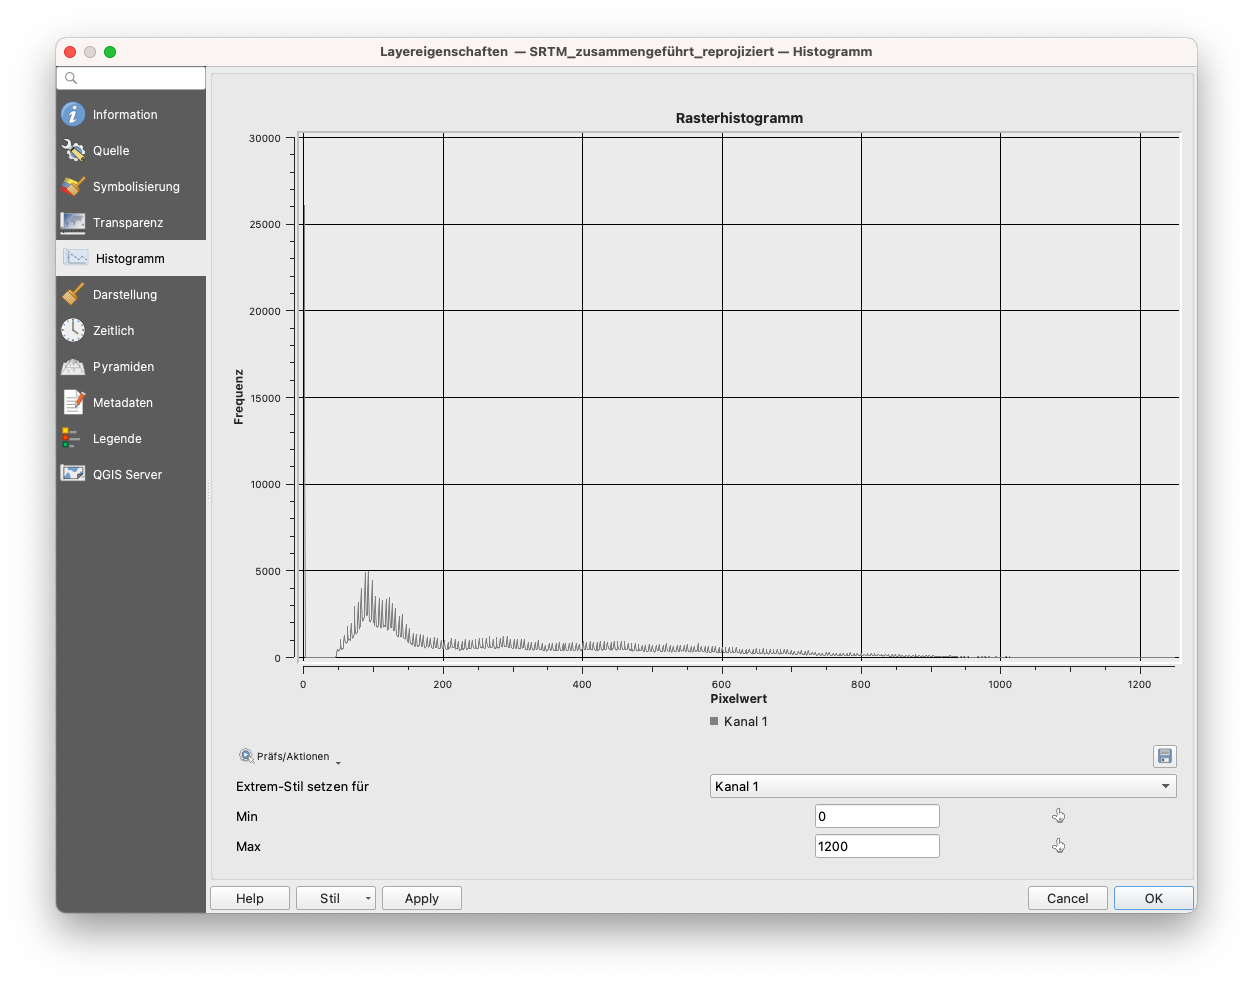 Layereigenschaften — SRTM_zusammengeführt_reprojiziert — Histogramm
Information
Quelle
Symbolisierung
Transparenz
Histogramm
Darstellung
Zeitlich
Pyramiden
Metadaten
Legende
QGIS Server
Rasterhistogramm
30000
25000
20000
15000
10000
5000
0
Frequenz
0 200 400 600 800 1000 1200
Pixelwert
Kanal 1
Präfs/Aktionen
Extrem-Stil setzen für Kanal 1
Min 0
Max 1200
Help Stil Apply Cancel OK